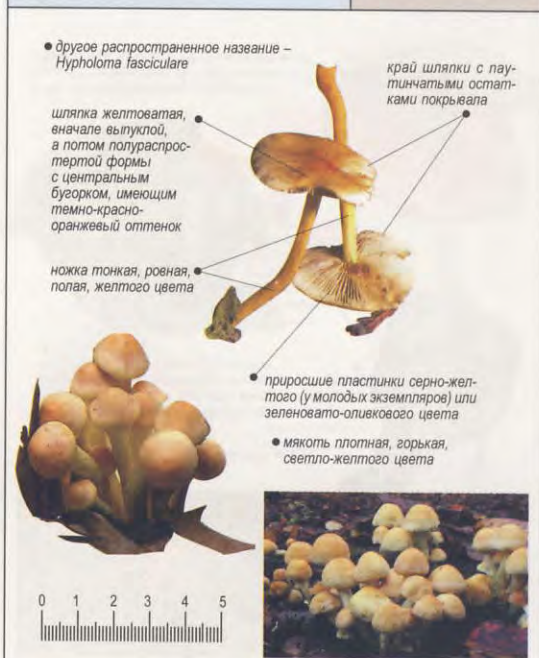 ● другое распространенное название –
Hypholoma fasciculare
край шляпки с пау-
тинчатыми остат-
ками покрывала
шляпка желтоватая,
вначале выпуклой,
а потом полураспрос-
тертой формы
с центральным
бугорком, имеющим
темно-красно-
оранжевый оттенок
ножка тонкая, ровная,
полая, желтого цвета
● приросшие пластинки серно-жел-
того (у молодых экземпляров) или
зеленовато-оливкового цвета
● мякоть плотная, горькая,
светло-желтого цвета
0 1 2 3 4 5